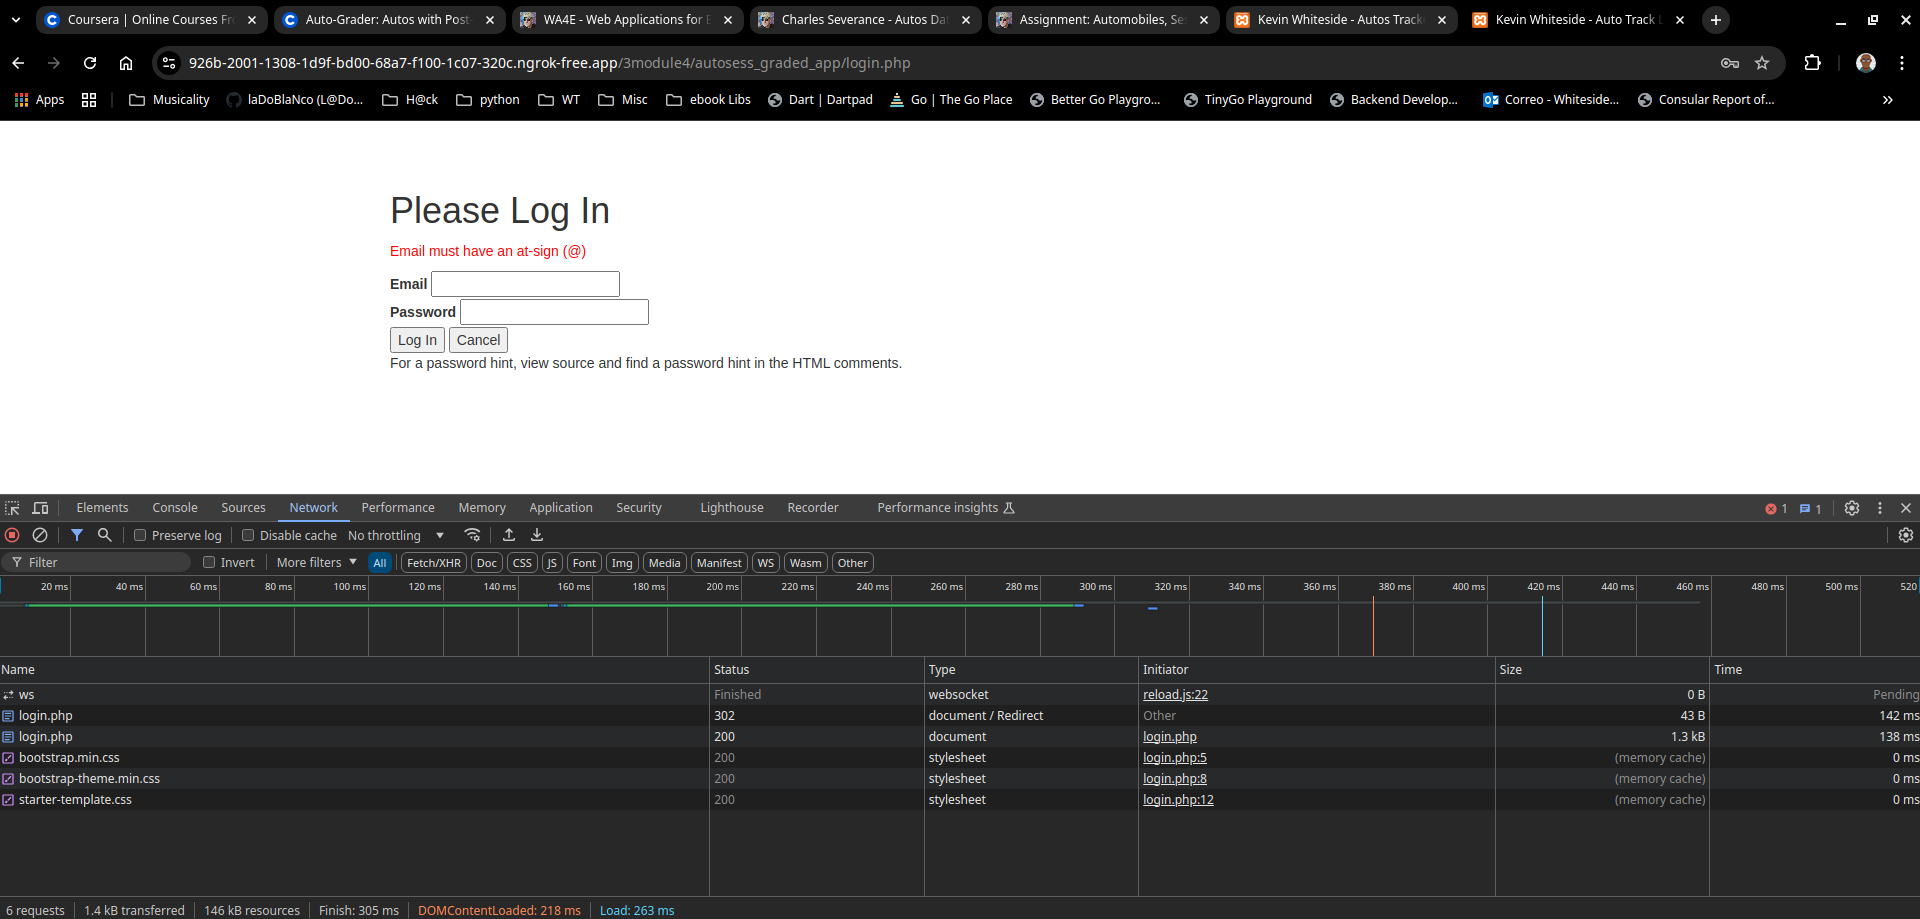 Coursera | Online Courses Fr
Auto-Grader: Autos with Post-
WA4E - Web Applications for E
Charles Severance - Autos Dat
Assignment: Automobiles, Se
Kevin Whiteside - Autos Track
Kevin Whiteside - Auto Track L
926b-2001-1308-1d9f-bd00-68a7-f100-1c07-320c.ngrok-free.app/3module4/autosess_graded_app/login.php
Apps Musicality laDoBlaNco (L@Do... H@ck python WT Misc ebook Libs Dart | Dartpad Go | The Go Place Better Go Playgro... TinyGo Playground Backend Develop... Correo - Whiteside... Consular Report of...
Please Log In
Email must have an at-sign (@)
Email
Password
Log In Cancel
For a password hint, view source and find a password hint in the HTML comments.
Elements Console Sources Network Performance Memory Application Security Lighthouse Recorder Performance insights 1 1
Preserve log Disable cache No throttling
Filter Invert More filters All Fetch/XHR Doc CSS JS Font Img Media Manifest WS Wasm Other
20 ms 40 ms 60 ms 80 ms 100 ms 120 ms 140 ms 160 ms 180 ms 200 ms 220 ms 240 ms 260 ms 280 ms 300 ms 320 ms 340 ms 360 ms 380 ms 400 ms 420 ms 440 ms 460 ms 480 ms 500 ms 520
Name Status Type Initiator Size Time
ws Finished websocket reload.js:22 0 B Pending
login.php 302 document / Redirect Other 43 B 142 ms
login.php 200 document login.php 1.3 kB 138 ms
bootstrap.min.css 200 stylesheet login.php:5 (memory cache) 0 ms
bootstrap-theme.min.css 200 stylesheet login.php:8 (memory cache) 0 ms
starter-template.css 200 stylesheet login.php:12 (memory cache) 0 ms
6 requests 1.4 kB transferred 146 kB resources Finish: 305 ms DOMContentLoaded: 218 ms Load: 263 ms